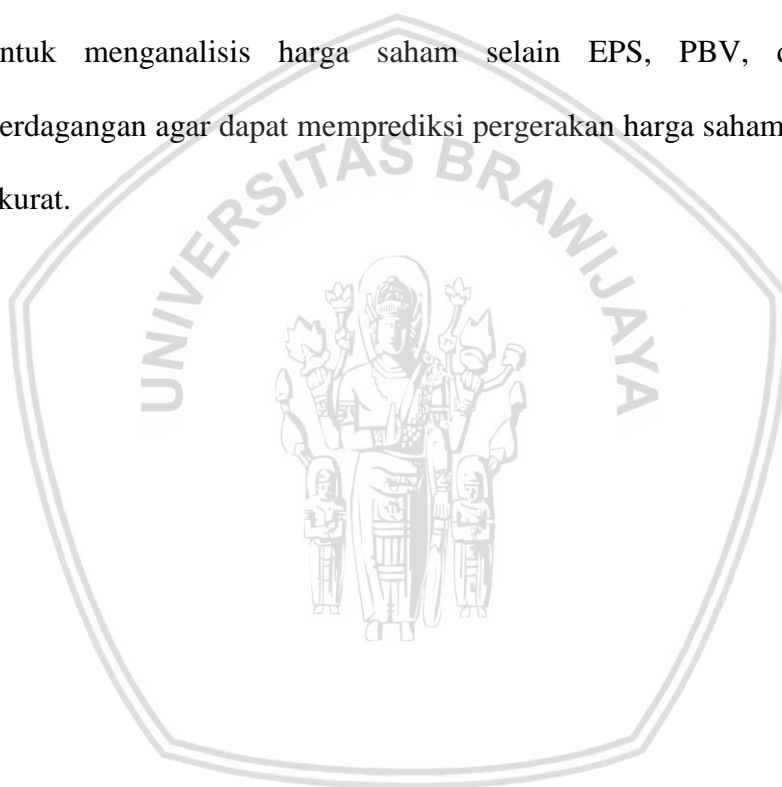 ntuk menganalisis harga saham selain EPS, PBV,
erdagangan agar dapat memprediksi pergerakan harga saham
kurat.
UNIVERSITAS BRAWIJAYA